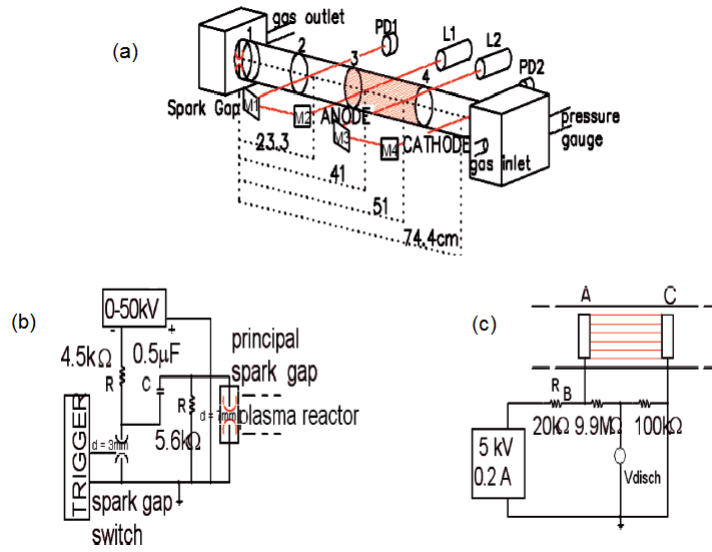 (a)
gas outlet
PD1
L1
L2
PD2
1
2
3
4
Spark Gap
M1
M2
ANODE
M3
M4
CATHODE
pressure
gauge
gas inlet
23.3
41
51
74.4cm
(b)
0-50kV
-
+
4.5kΩ
R
0.5µF
C
principal
spark gap
R
d = 7mm
plasma reactor
5.6kΩ
TRIGGER
d = 3mm
spark gap
switch
(c)
A
C
R
B
20kΩ
9.9MΩ
100kΩ
5 kV
0.2 A
Vdisch